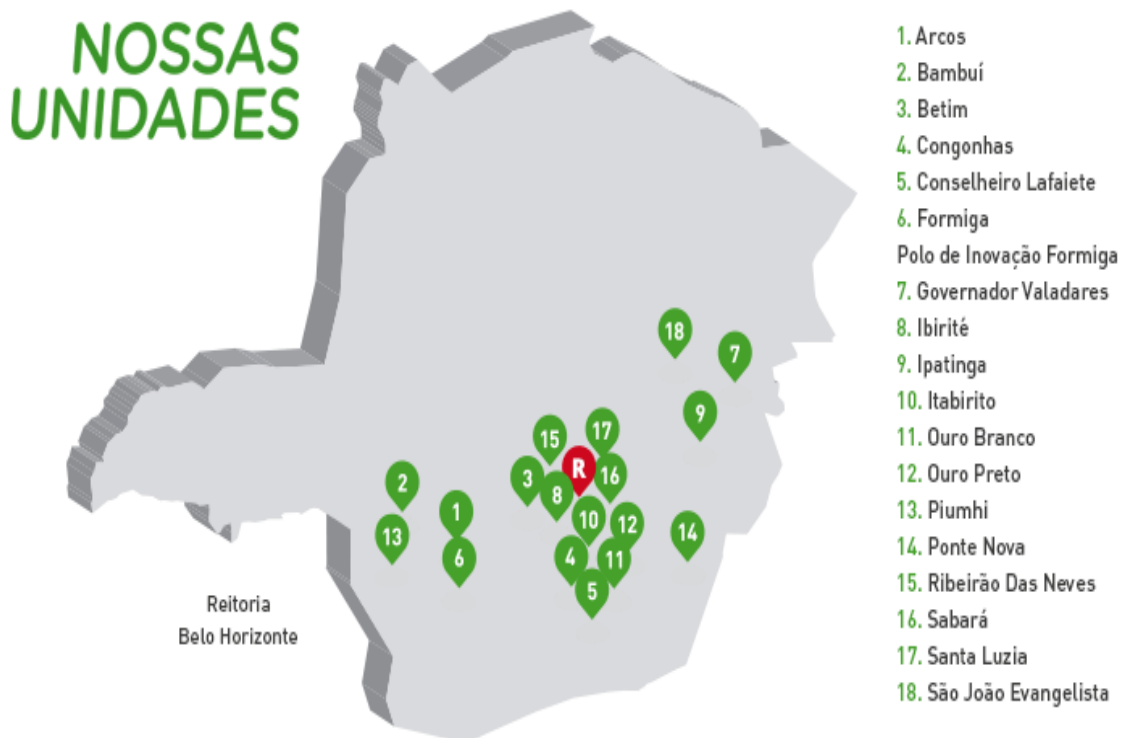 NOSSAS
UNIDADES
1. Arcos
2. Bambuí
3. Betim
4. Congonhas
5. Conselheiro Lafaiete
6. Formiga
Polo de Inovação Formiga
7. Governador Valadares
8. Ibirité
9. Ipatinga
10. Itabirito
11. Ouro Branco
12. Ouro Preto
13. Piumhi
14. Ponte Nova
15. Ribeirão Das Neves
16. Sabará
17. Santa Luzia
18. São João Evangelista
18
7
9
17
15
R
16
3
8
2
1
10
12
13
14
6
4
11
5
Reitoria
Belo Horizonte